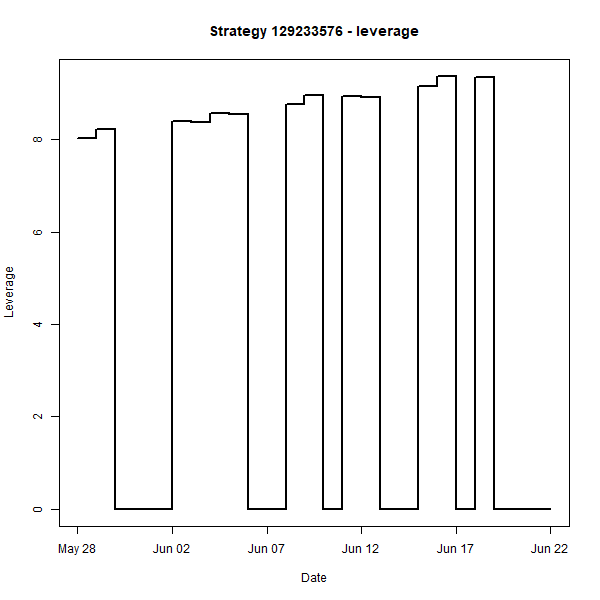 Strategy 129233576 - leverage
8
6
4
2
0
Leverage
May 28
Jun 02
Jun 07
Jun 12
Jun 17
Jun 22
Date